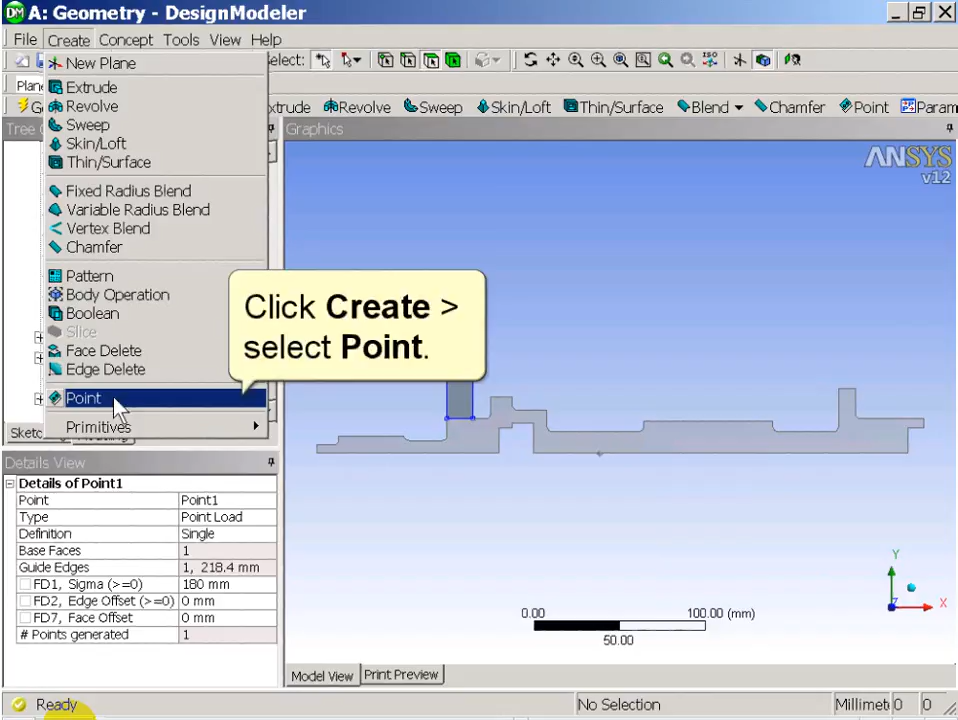 A: Geometry - DesignModeler
File Create Concept Tools View Help
New Plane
Extrude
Revolve
Sweep
Skin/Loft
Thin/Surface
Fixed Radius Blend
Variable Radius Blend
Vertex Blend
Chamfer
Pattern
Body Operation
Boolean
Slice
Face Delete
Edge Delete
Point
Primitives
elect:
ISO
xtrude Revolve Sweep Skin/Loft Thin/Surface Blend Chamfer Point Param
Tree
Graphics
ANSYS
v12
Click Create >
select Point.
Details View
Details of Point1
Point Point1
Type Point Load
Definition Single
Base Faces 1
Guide Edges 1, 218.4 mm
FD1, Sigma (>=0) 180 mm
FD2, Edge Offset (>=0) 0 mm
FD7, Face Offset 0 mm
# Points generated 1
0.00 100.00 (mm)
50.00
Y
Z X
Model View Print Preview
Ready No Selection Millimet 0 0